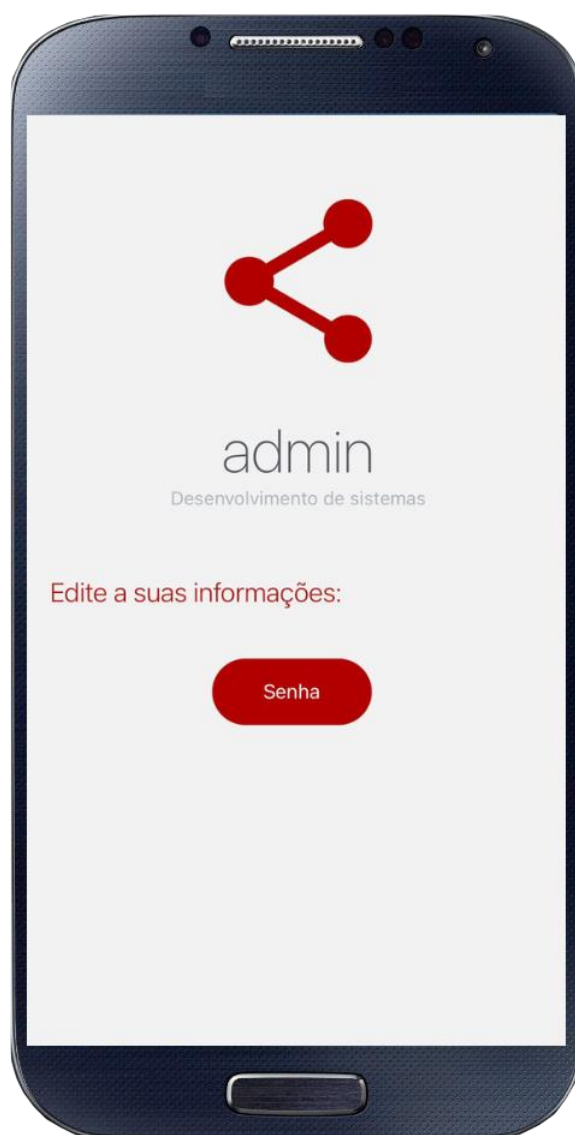 admin
Desenvolvimento de sistemas
Edite a suas informações:
Senha